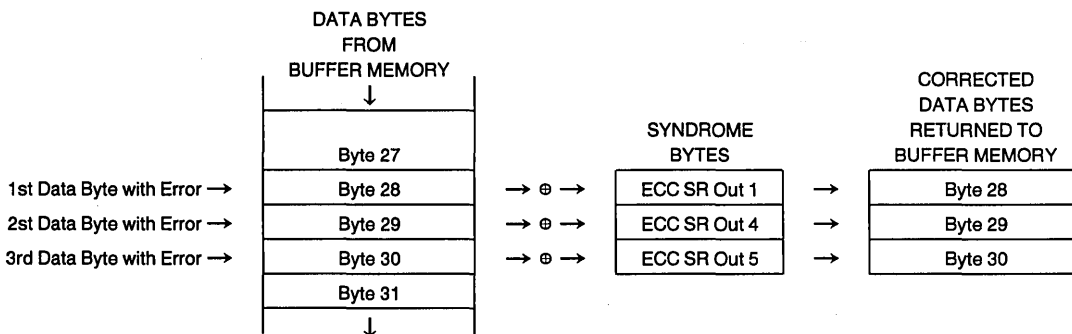 DATA BYTES
FROM
BUFFER MEMORY
↓
CORRECTED
DATA BYTES
RETURNED TO
BUFFER MEMORY
SYNDROME
BYTES
Byte 27
1st Data Byte with Error → Byte 28 → ⊕ → ECC SR Out 1 → Byte 28
2st Data Byte with Error → Byte 29 → ⊕ → ECC SR Out 4 → Byte 29
3rd Data Byte with Error → Byte 30 → ⊕ → ECC SR Out 5 → Byte 30
Byte 31
↓